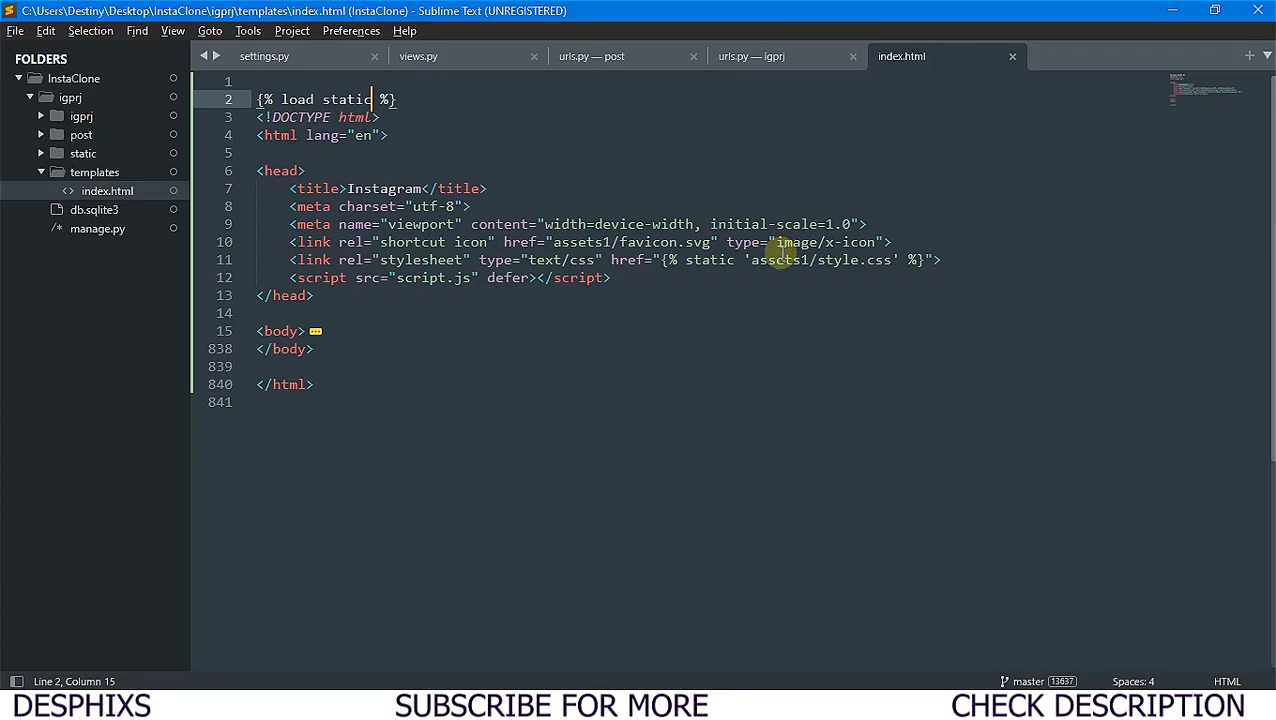 C:\Users\Destiny\Desktop\InstaClone\igprj\templates\index.html (InstaClone) - Sublime Text (UNREGISTERED)
File Edit Selection Find View Goto Tools Project Preferences Help
FOLDERS
InstaClone
igprj
igprj
post
static
templates
<> index.html
db.sqlite3
/* manage.py
settings.py views.py urls.py — post urls.py — igprj index.html
1
2 {% load static %}
3 <!DOCTYPE html>
4 <html lang="en">
5
6 <head>
7 <title>Instagram</title>
8 <meta charset="utf-8">
9 <meta name="viewport" content="width=device-width, initial-scale=1.0">
10 <link rel="shortcut icon" href="assets1/favicon.svg" type="image/x-icon">
11 <link rel="stylesheet" type="text/css" href="{% static 'assets1/style.css' %}">
12 <script src="script.js" defer></script>
13 </head>
14
15 <body>
838 </body>
839
840 </html>
841
Line 2, Column 15 master 13637 Spaces: 4 HTML
DESPHIXS SUBSCRIBE FOR MORE CHECK DESCRIPTION